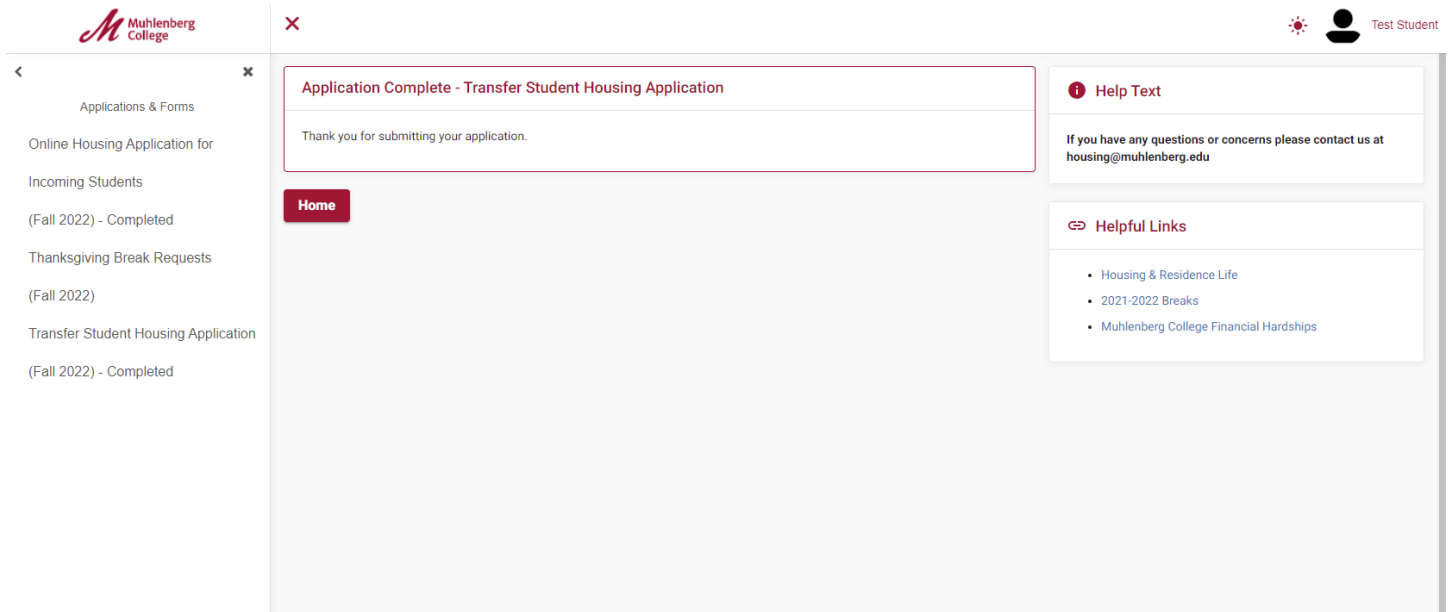 Muhlenberg
College
Test Student
Applications & Forms
Online Housing Application for
Incoming Students
(Fall 2022) - Completed
Thanksgiving Break Requests
(Fall 2022)
Transfer Student Housing Application
(Fall 2022) - Completed
Application Complete - Transfer Student Housing Application
Thank you for submitting your application.
Home
Help Text
If you have any questions or concerns please contact us at
housing@muhlenberg.edu
Helpful Links
Housing & Residence Life
2021-2022 Breaks
Muhlenberg College Financial Hardships